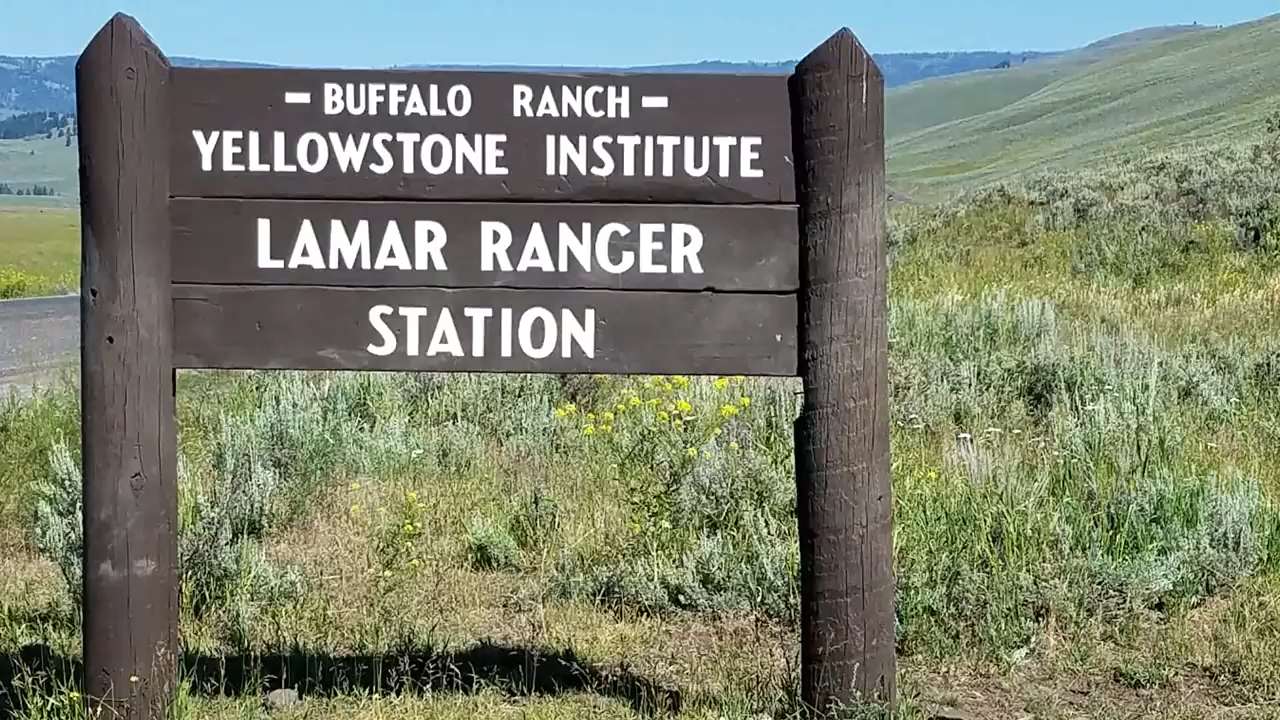 - BUFFALO RANCH -
YELLOWSTONE INSTITUTE
LAMAR RANGER
STATION